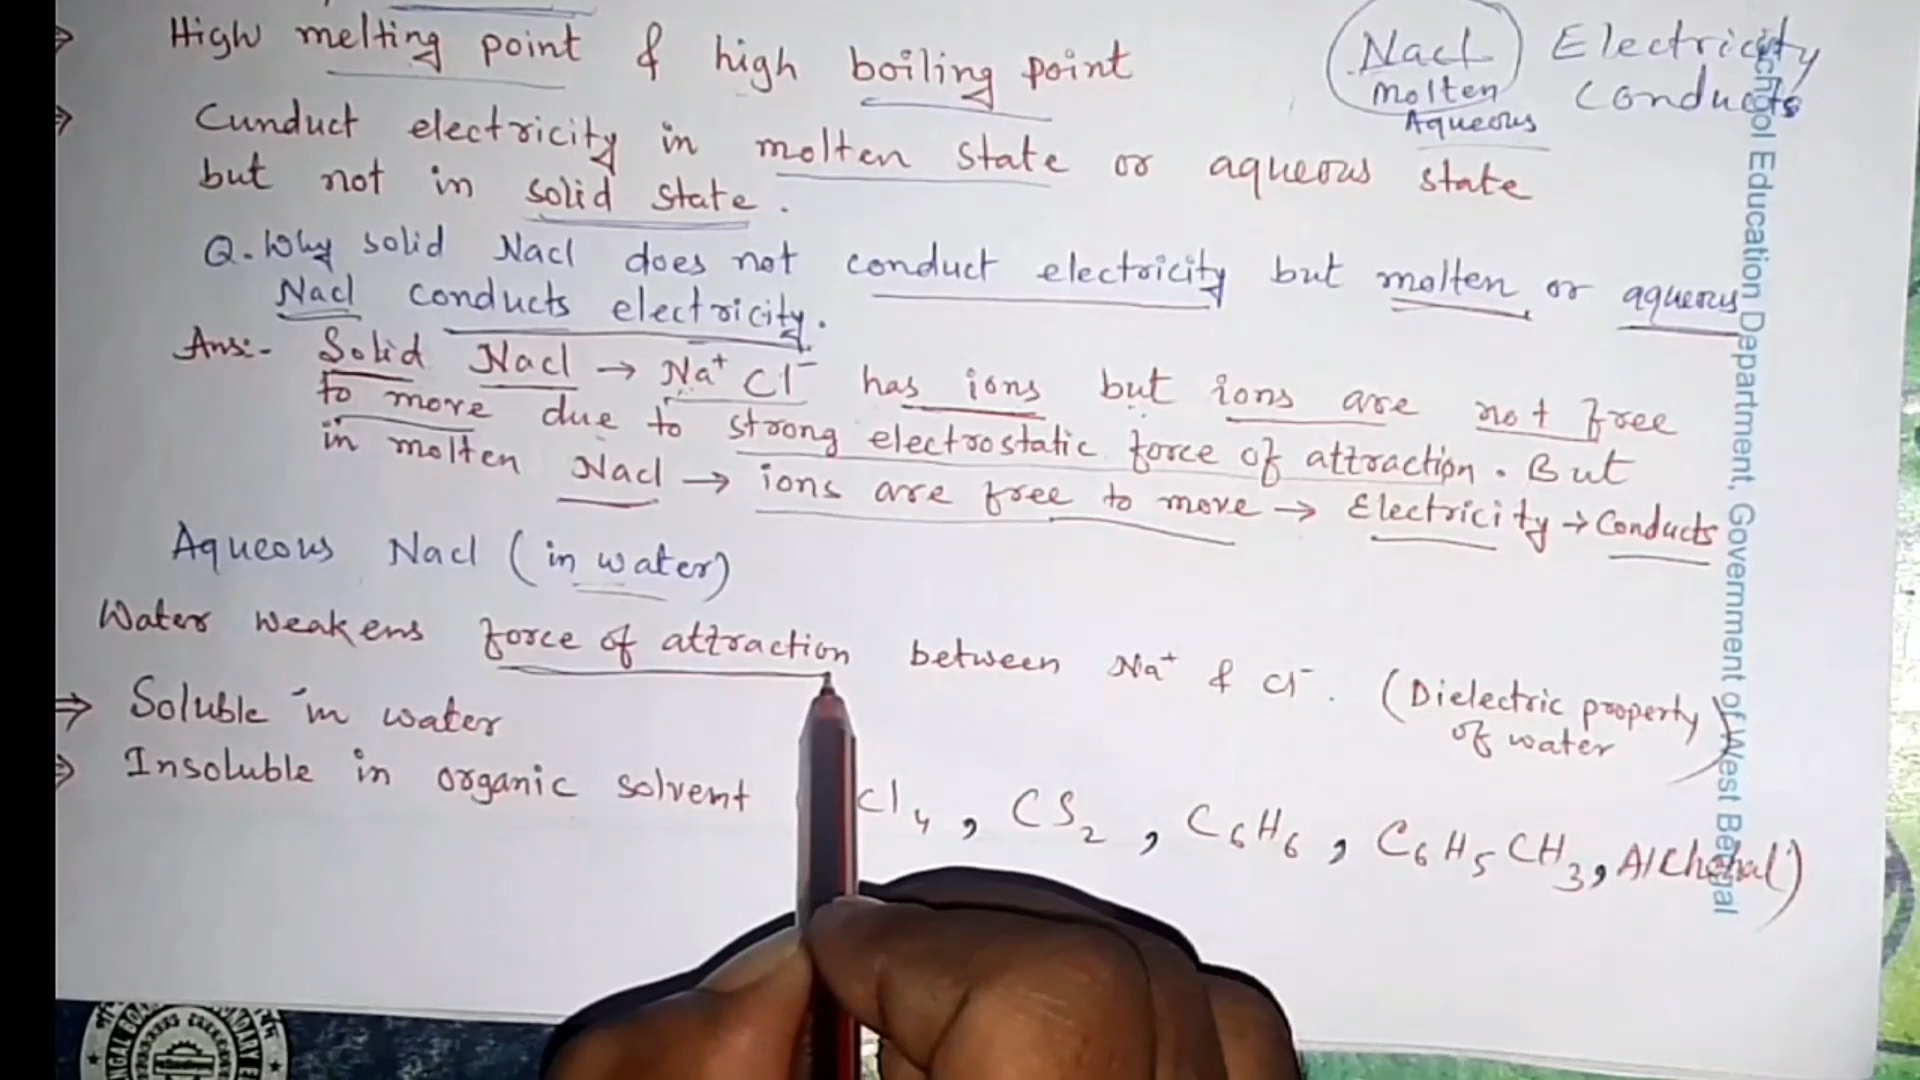 High melting point & high boiling point
Nacl Electricity
molten Conducts
Aqueous
Cunduct electricity in molten state or aqueous state
but not in solid state.
Q. Why solid Nacl does not conduct electricity but molten or aqueous
Nacl conducts electricity.
Ans:- Solid Nacl → Na⁺ Cl⁻ has ions but ions are not free
to more due to strong electrostatic force of attraction. But
in molten Nacl → ions are free to move → Electricity → Conducts
Aqueous Nacl (in water)
Water weakens force of attraction between Na⁺ & Cl⁻. (Dielectric property
of water)
⇒ Soluble in water
⇒ Insoluble in organic solvent Cl₄, CS₂, C₆H₆, C₆H₅CH₃, Alchohal)
School Education Department, Government of West Bengal